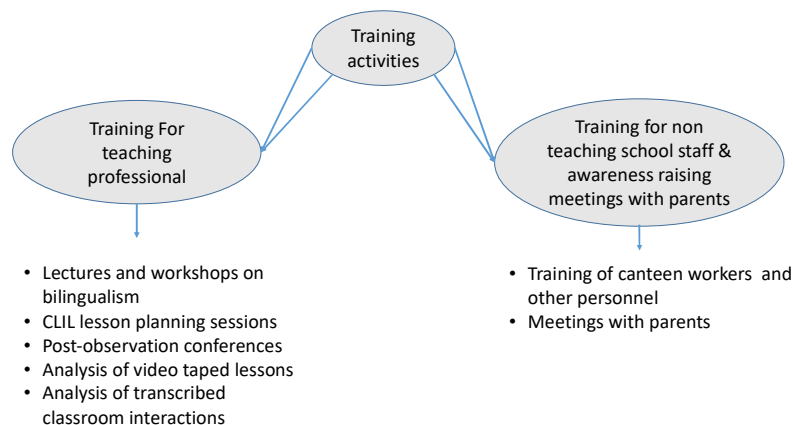 Training
activities
Training For
teaching
professional
Training for non
teaching school staff &
awareness raising
meetings with parents
• Lectures and workshops on
bilingualism
• CLIL lesson planning sessions
• Post-observation conferences
• Analysis of video taped lessons
• Analysis of transcribed
classroom interactions
• Training of canteen workers and
other personnel
• Meetings with parents